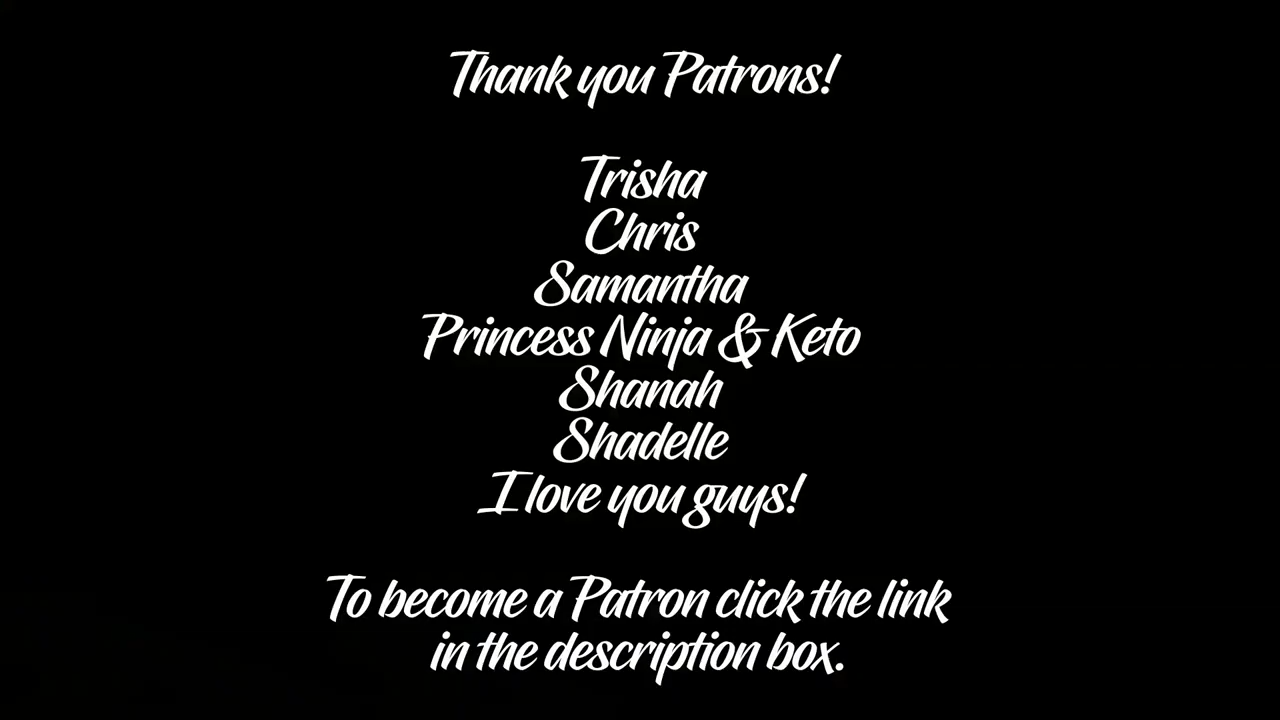 Thank you Patrons!
Trisha
Chris
Samantha
Princess Ninja & Keto
Shanah
Shadelle
I love you guys!
To become a Patron click the link
in the description box.